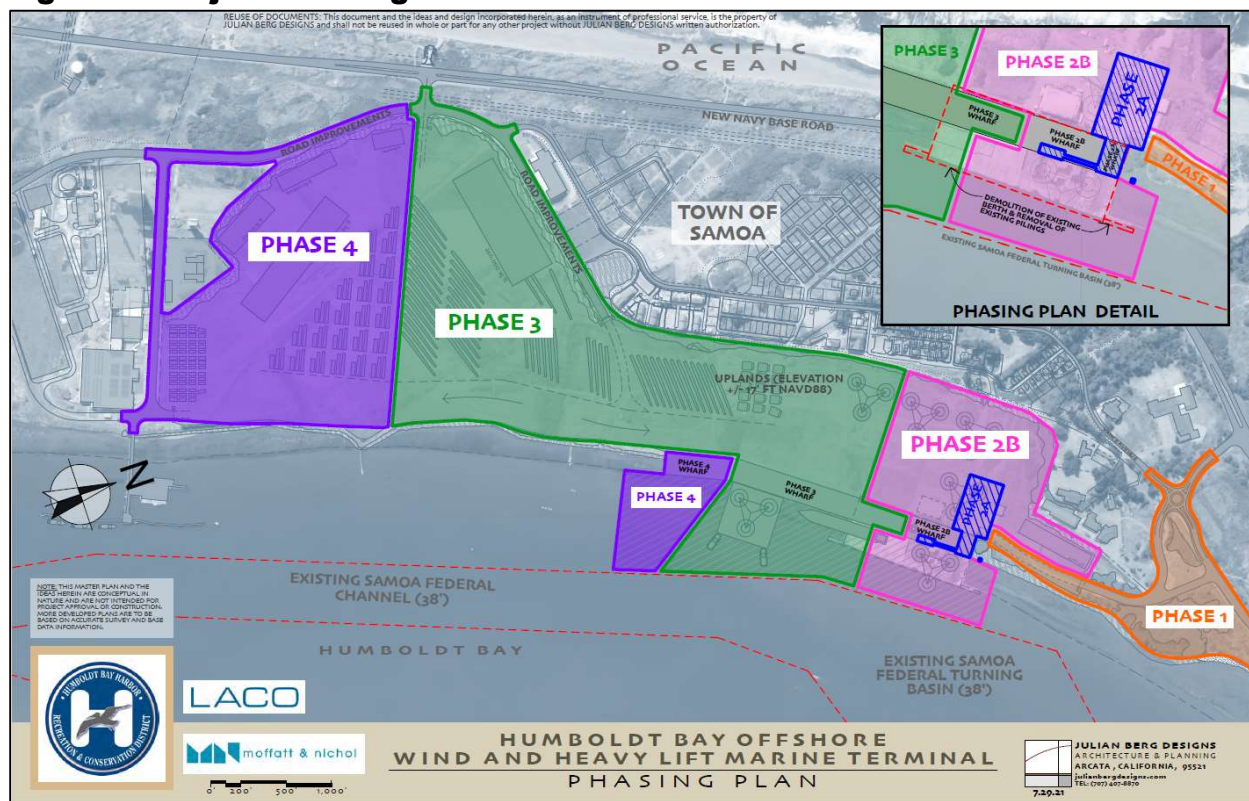 REUSE OF DOCUMENTS: This document and the ideas and design incorporated herein, as an instrument of professional service, is the property of
JULIAN BERG DESIGNS and shall not be reused in whole or part for any other project without JULIAN BERG DESIGNS written authorization.
PACIFIC
OCEAN
NEW NAVY BASE ROAD
ROAD IMPROVEMENTS
ROAD IMPROVEMENTS
TOWN OF
SAMOA
PHASE 4
PHASE 3
UPLANDS (ELEVATION
+/- 17' FT NAVD88)
PHASE 2B
PHASE 2A
PHASE 2B
WHARF
PHASE 3
WHARF
PHASE 4
WHARF
PHASE 4
PHASE 1
N
PHASE 3
PHASE 2B
PHASE 2A
PHASE 3
WHARF
PHASE 2B
WHARF
PHASE 1
DEMOLITION OF EXISTING
BERTH & REMOVAL OF
EXISTING PILINGS
EXISTING SAMOA FEDERAL TURNING BASIN (38')
PHASING PLAN DETAIL
EXISTING SAMOA FEDERAL
CHANNEL (38')
HUMBOLDT BAY
EXISTING SAMOA
FEDERAL TURNING
BASIN (38')
NOTE: THIS MASTER PLAN AND THE
IDEAS HEREIN ARE CONCEPTUAL IN
NATURE AND ARE NOT INTENDED FOR
PROJECT APPROVAL OR CONSTRUCTION.
MORE DEVELOPED PLANS ARE TO BE
BASED ON ACCURATE SURVEY AND BASE
DATA INFORMATION.
HUMBOLDT BAY HARBOR
RECREATION & CONSERVATION DISTRICT
H
LACO
moffatt & nichol
0' 200' 500' 1,000'
HUMBOLDT BAY OFFSHORE
WIND AND HEAVY LIFT MARINE TERMINAL
PHASING PLAN
7.29.21
JULIAN BERG DESIGNS
ARCHITECTURE & PLANNING
ARCATA, CALIFORNIA, 95521
julianbergdesigns.com
TEL: (707) 407-8870